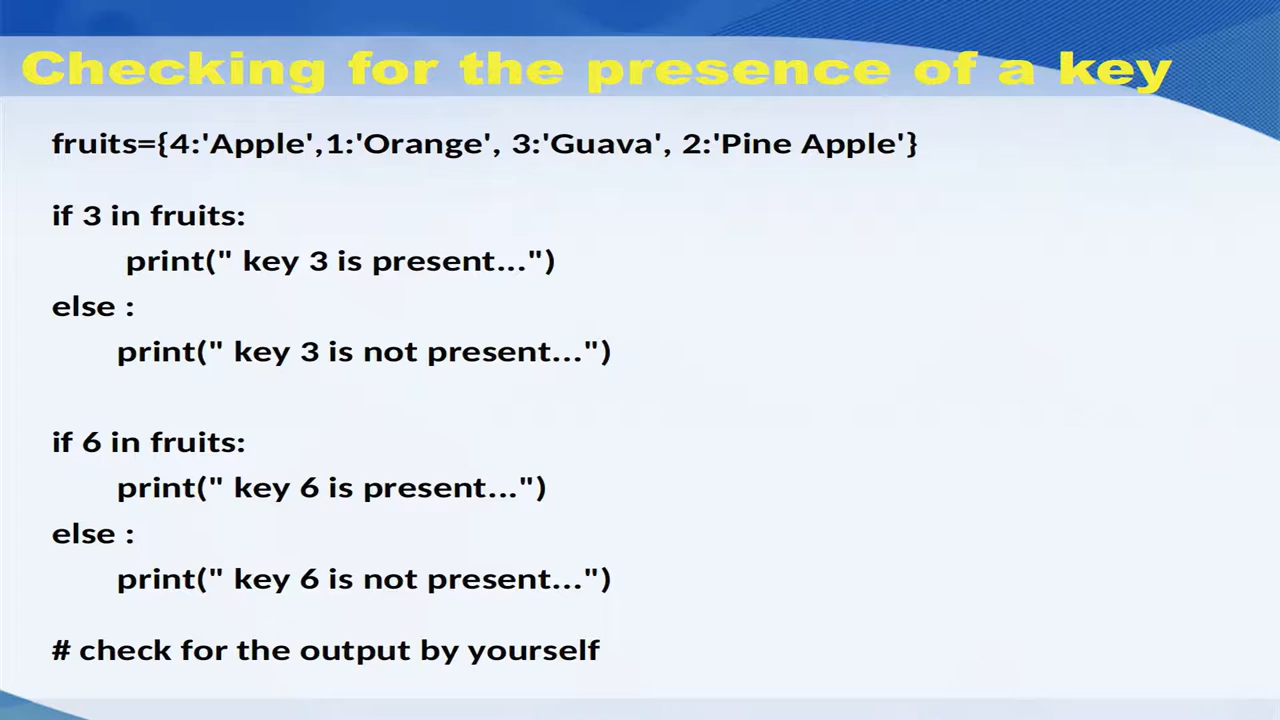 Checking for the presence of a key
fruits={4:'Apple',1:'Orange', 3:'Guava', 2:'Pine Apple'}
if 3 in fruits:
print(" key 3 is present...")
else :
print(" key 3 is not present...")
if 6 in fruits:
print(" key 6 is present...")
else :
print(" key 6 is not present...")
# check for the output by yourself